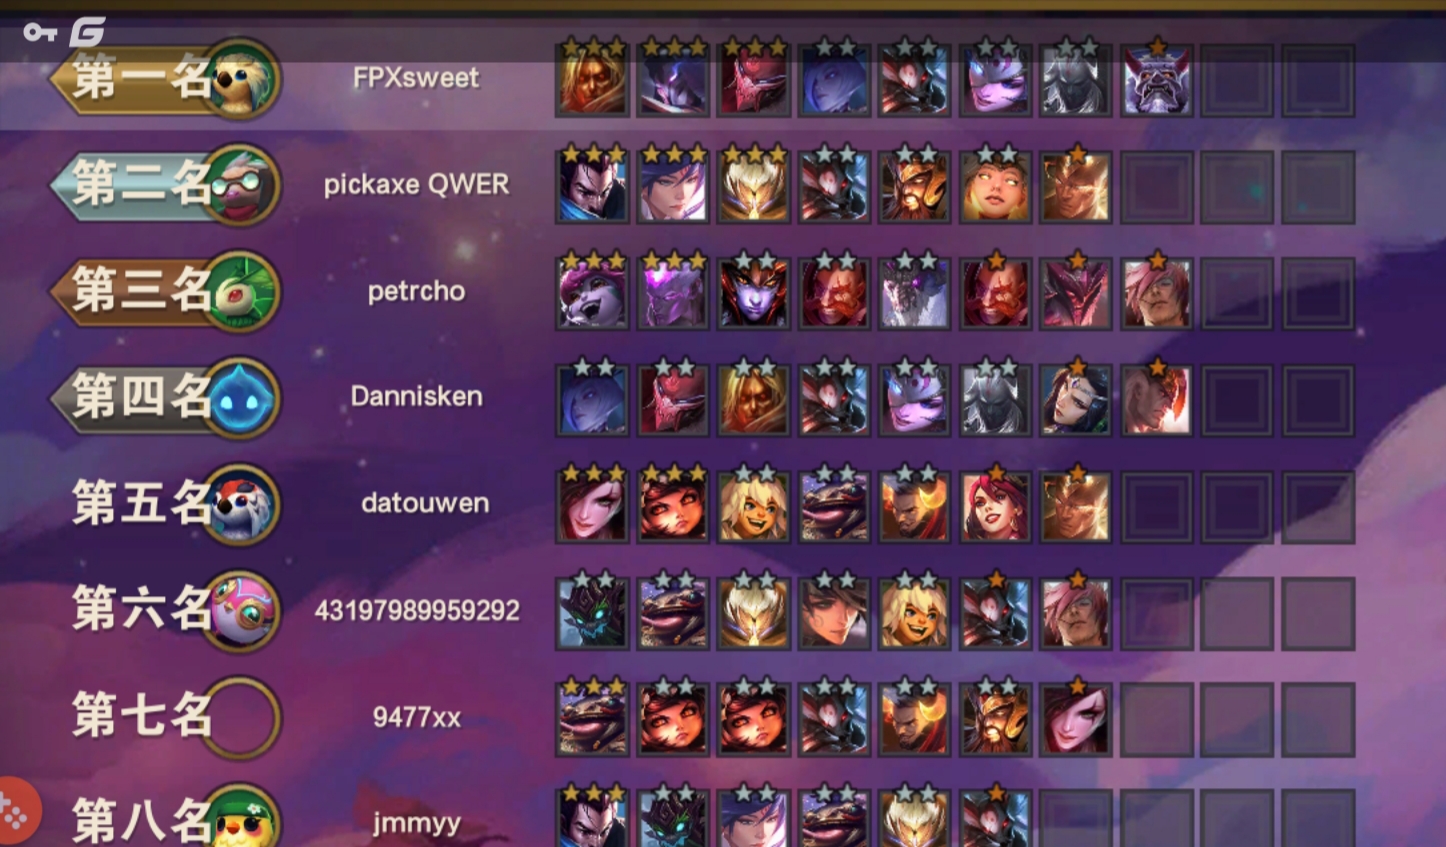 G
第一名 FPXsweet
第二名 pickaxe QWER
第三名 petrcho
第四名 Dannisken
第五名 datouwen
第六名 43197989959292
第七名 9477xx
第八名 jmmyy